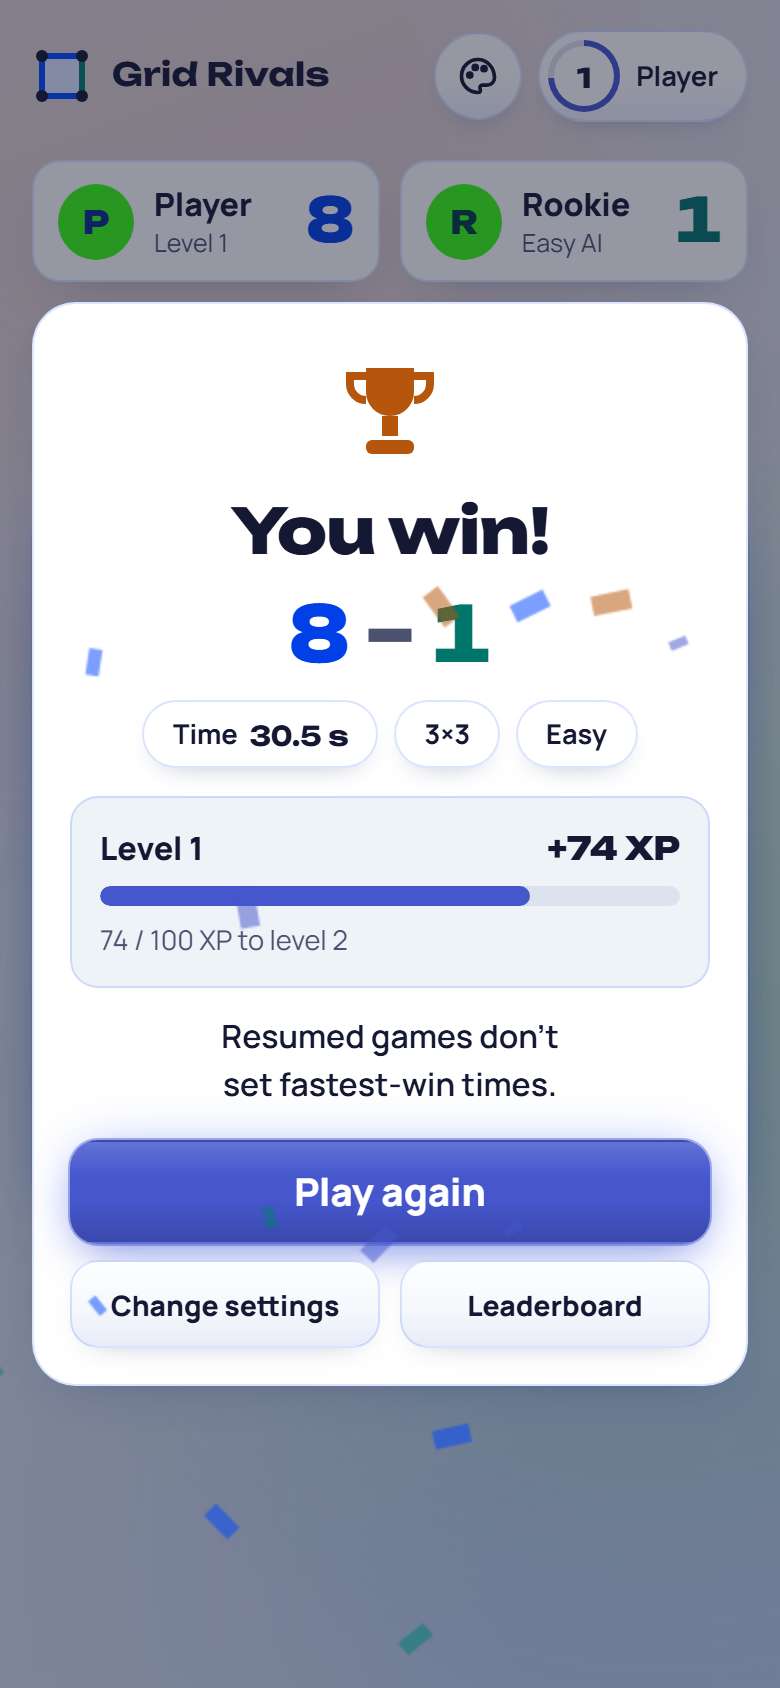 Grid Rivals
1 Player
P Player 8
Level 1
R Rookie 1
Easy AI
You win!
8 – 1
Time 30.5 s 3×3 Easy
Level 1 +74 XP
74 / 100 XP to level 2
Resumed games don’t
set fastest-win times.
Play again
Change settings Leaderboard